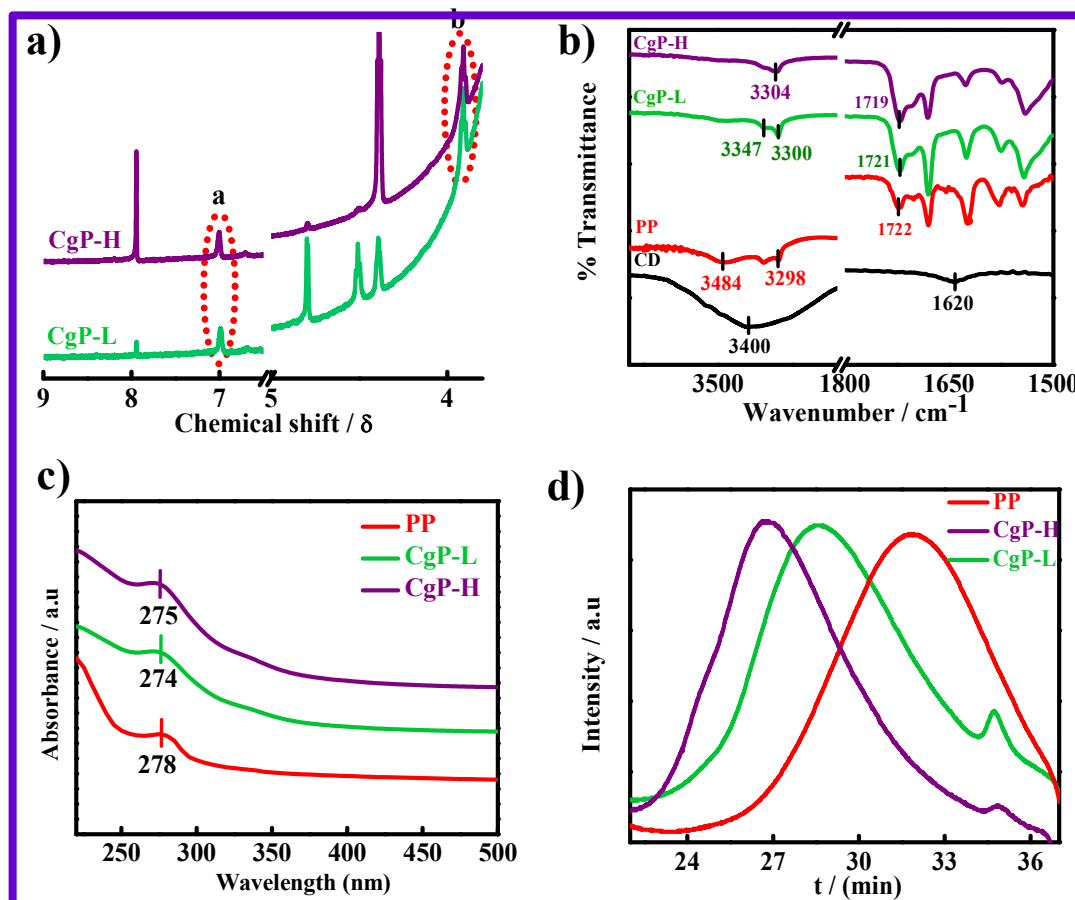 a)
b
a
CgP-H
CgP-L
9 8 7 5 4
Chemical shift / δ
b)
CgP-H
3304
1719
CgP-L
3347 3300
1721
PP
3484 3298
1722
CD
3400
1620
% Transmittance
3500 1800 1800 1650 1500
Wavenumber / cm-1
c)
PP
CgP-L
CgP-H
275
274
278
Absorbance / a.u
250 300 350 400 450 500
Wavelength (nm)
d)
PP
CgP-H
CgP-L
Intensity / a.u
24 27 30 33 36
t / (min)